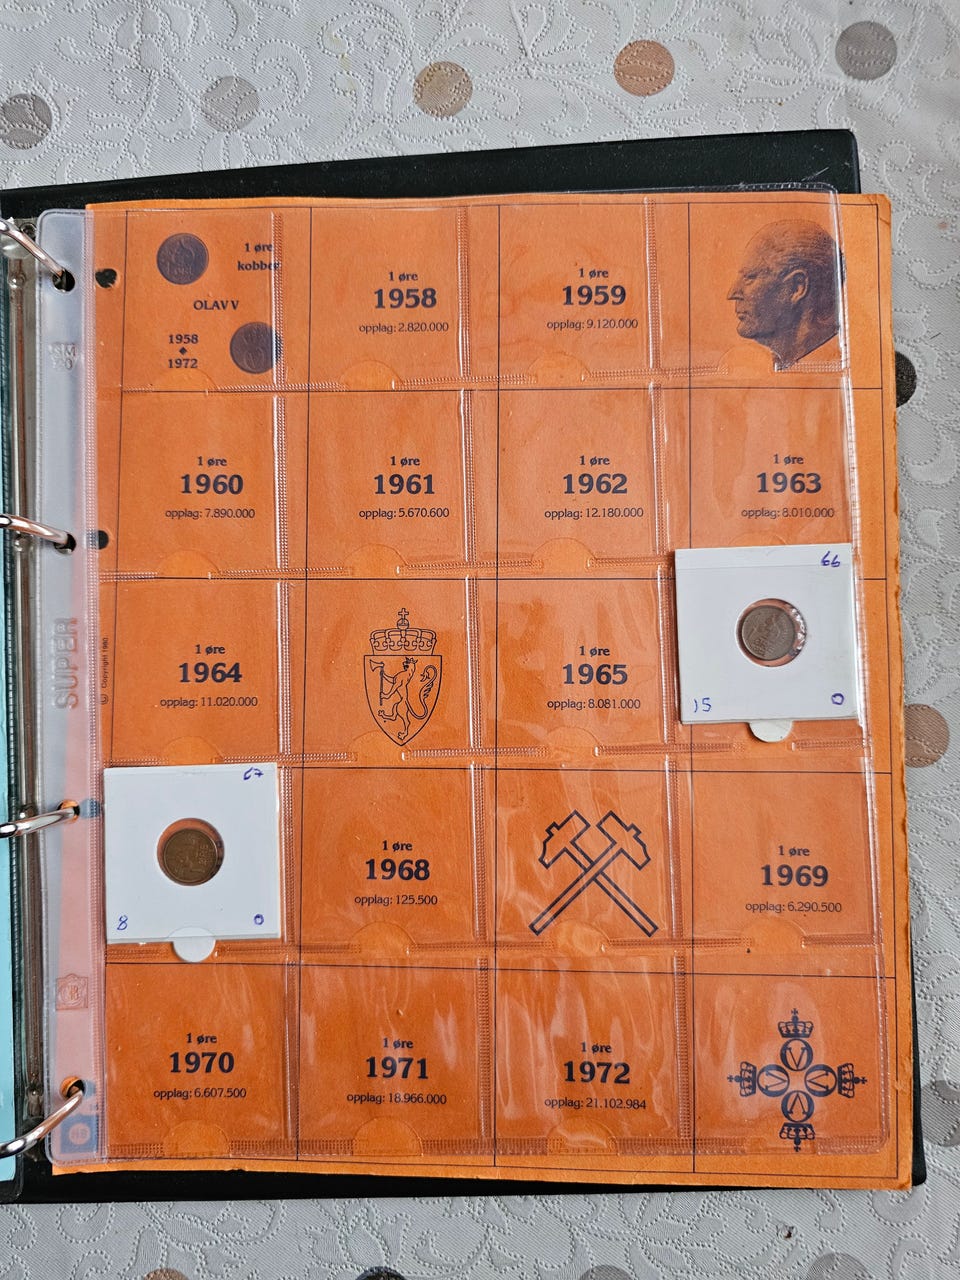 1 øre
kobber
OLAV V
1958
1972
1 øre
1958
opplag: 2.820.000
1 øre
1959
opplag: 9.120.000
1 øre
1960
opplag: 7.890.000
1 øre
1961
opplag: 5.670.600
1 øre
1962
opplag: 12.180.000
1 øre
1963
opplag: 8.010.000
1 øre
1964
opplag: 11.020.000
1 øre
1965
opplag: 8.081.000
66
15
0
67
8
0
1 øre
1968
opplag: 125.500
1 øre
1969
opplag: 6.290.500
1 øre
1970
opplag: 6.607.500
1 øre
1971
opplag: 18.966.000
1 øre
1972
opplag: 21.102.984
SUPER
© Copyright 1980